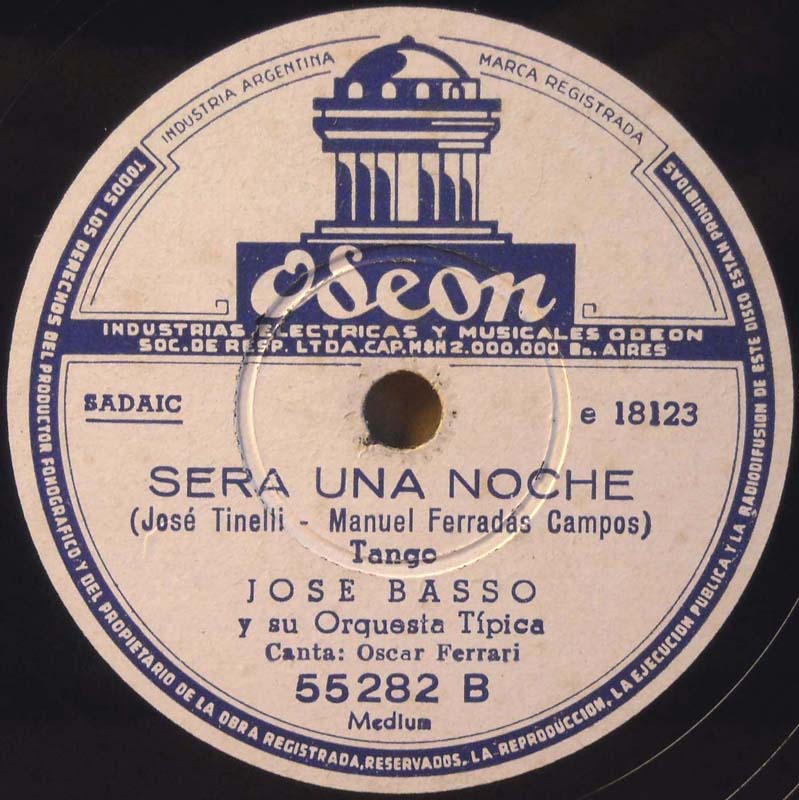 INDUSTRIA ARGENTINA
MARCA REGISTRADA
Odeon
INDUSTRIAS ELECTRICAS Y MUSICALES ODEON
SOC. DE RESP. LTDA. CAP. M$N 2.000.000 Bs. AIRES
SADAIC
e 18123
SERA UNA NOCHE
(José Tinelli - Manuel Ferradás Campos)
Tango
JOSE BASSO
y su Orquesta Típica
Canta: Oscar Ferrari
55282 B
Medium
TODOS LOS DERECHOS DEL PRODUCTOR FONOGRAFICO Y DEL PROPIETARIO DE LA OBRA REGISTRADA, RESERVADOS. LA REPRODUCCION, LA EJECUCION PUBLICA Y LA RADIODIFUSION DE ESTE DISCO ESTAN PROHIBIDAS